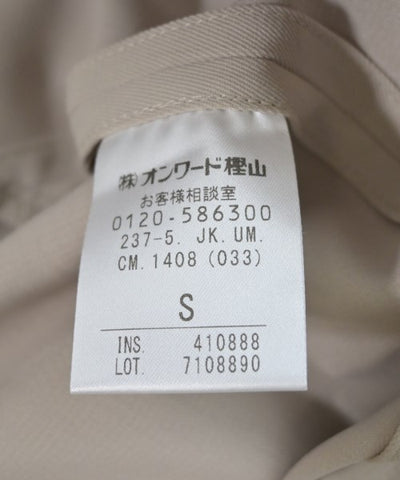 ㈱オンワード樫山
お客様相談室
0120-586300
237-5. JK. UM.
CM. 1408 (033)
S
INS. 410888
LOT. 7108890